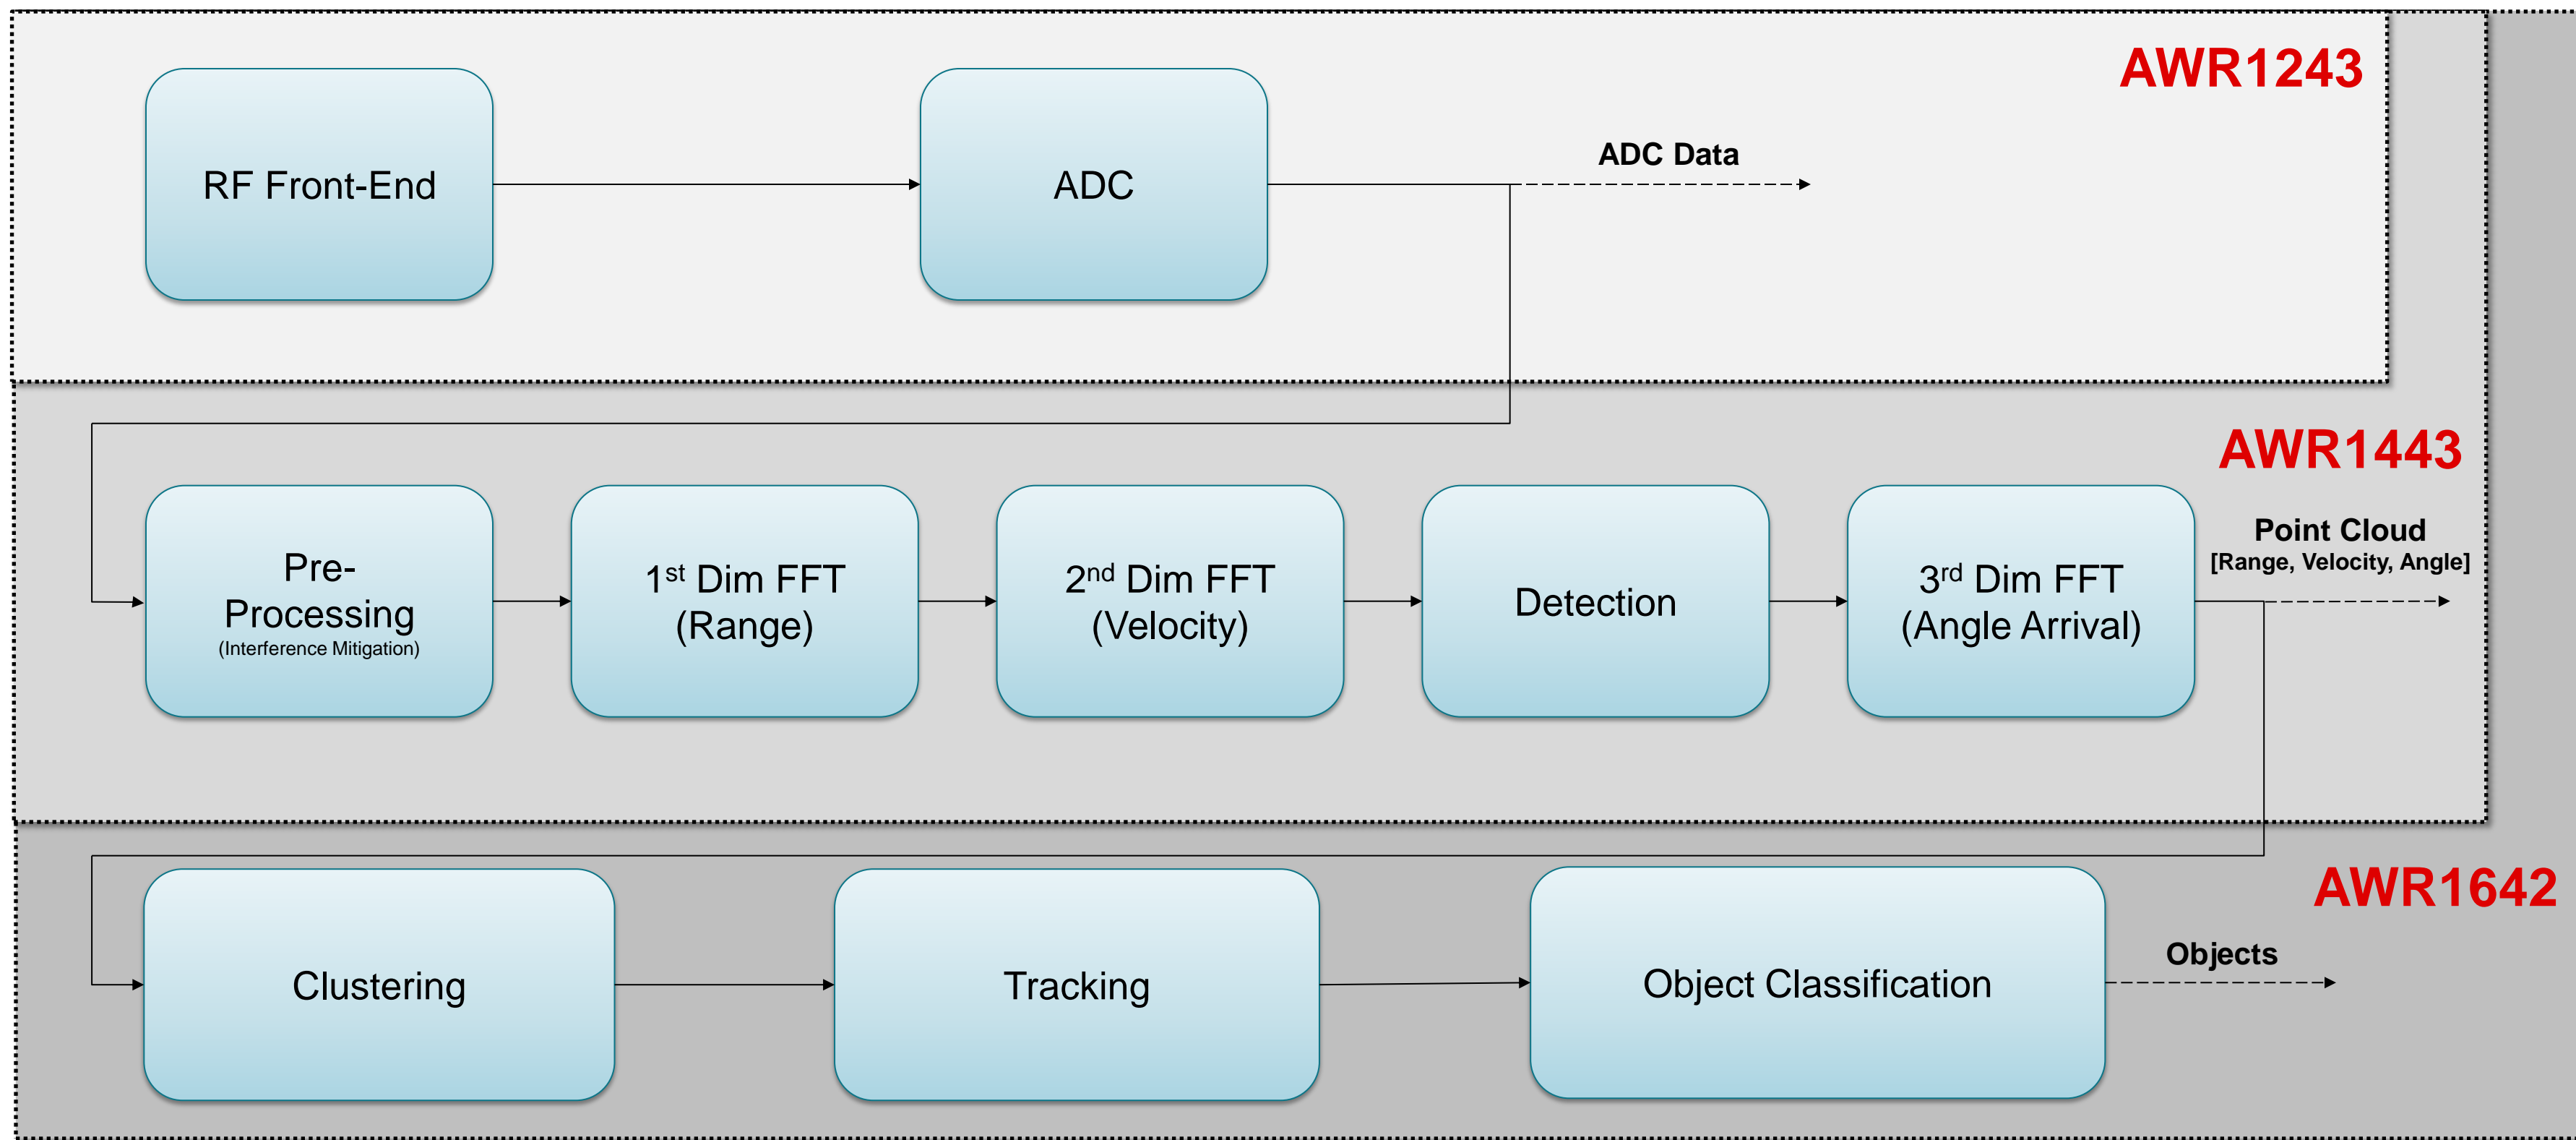 AWR1243
RF Front-End
ADC
ADC Data
AWR1443
Pre-
Processing
(Interference Mitigation)
1st Dim FFT
(Range)
2nd Dim FFT
(Velocity)
Detection
3rd Dim FFT
(Angle Arrival)
Point Cloud
[Range, Velocity, Angle]
AWR1642
Clustering
Tracking
Object Classification
Objects